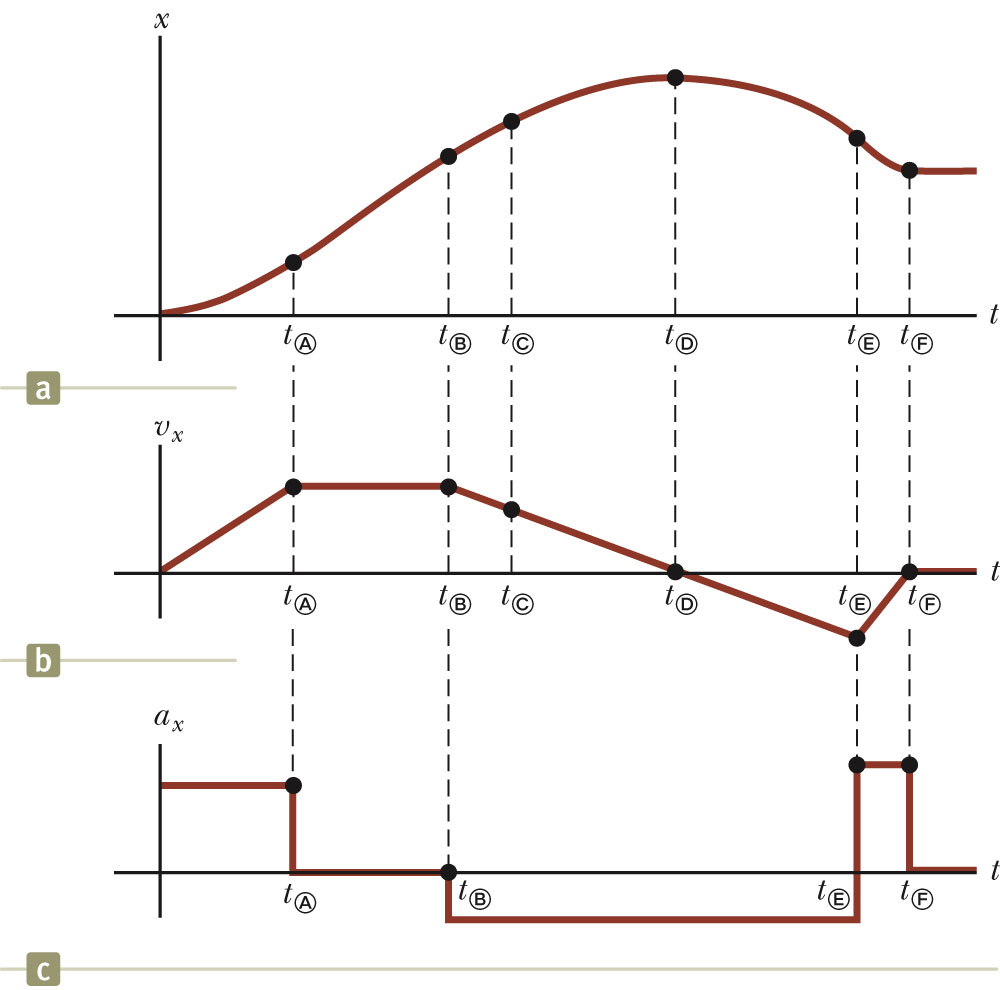 x
t
tⒶ tⒷ tⒸ tⒹ tⒺ tⒻ
a
vₓ
t
tⒶ tⒷ tⒸ tⒹ tⒺ tⒻ
b
aₓ
t
tⒶ tⒷ tⒺ tⒻ
c